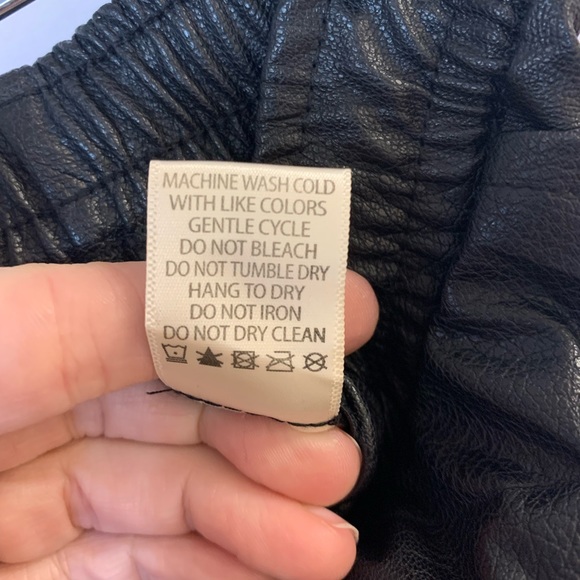 MACHINE WASH COLD
WITH LIKE COLORS
GENTLE CYCLE
DO NOT BLEACH
DO NOT TUMBLE DRY
HANG TO DRY
DO NOT IRON
DO NOT DRY CLEAN